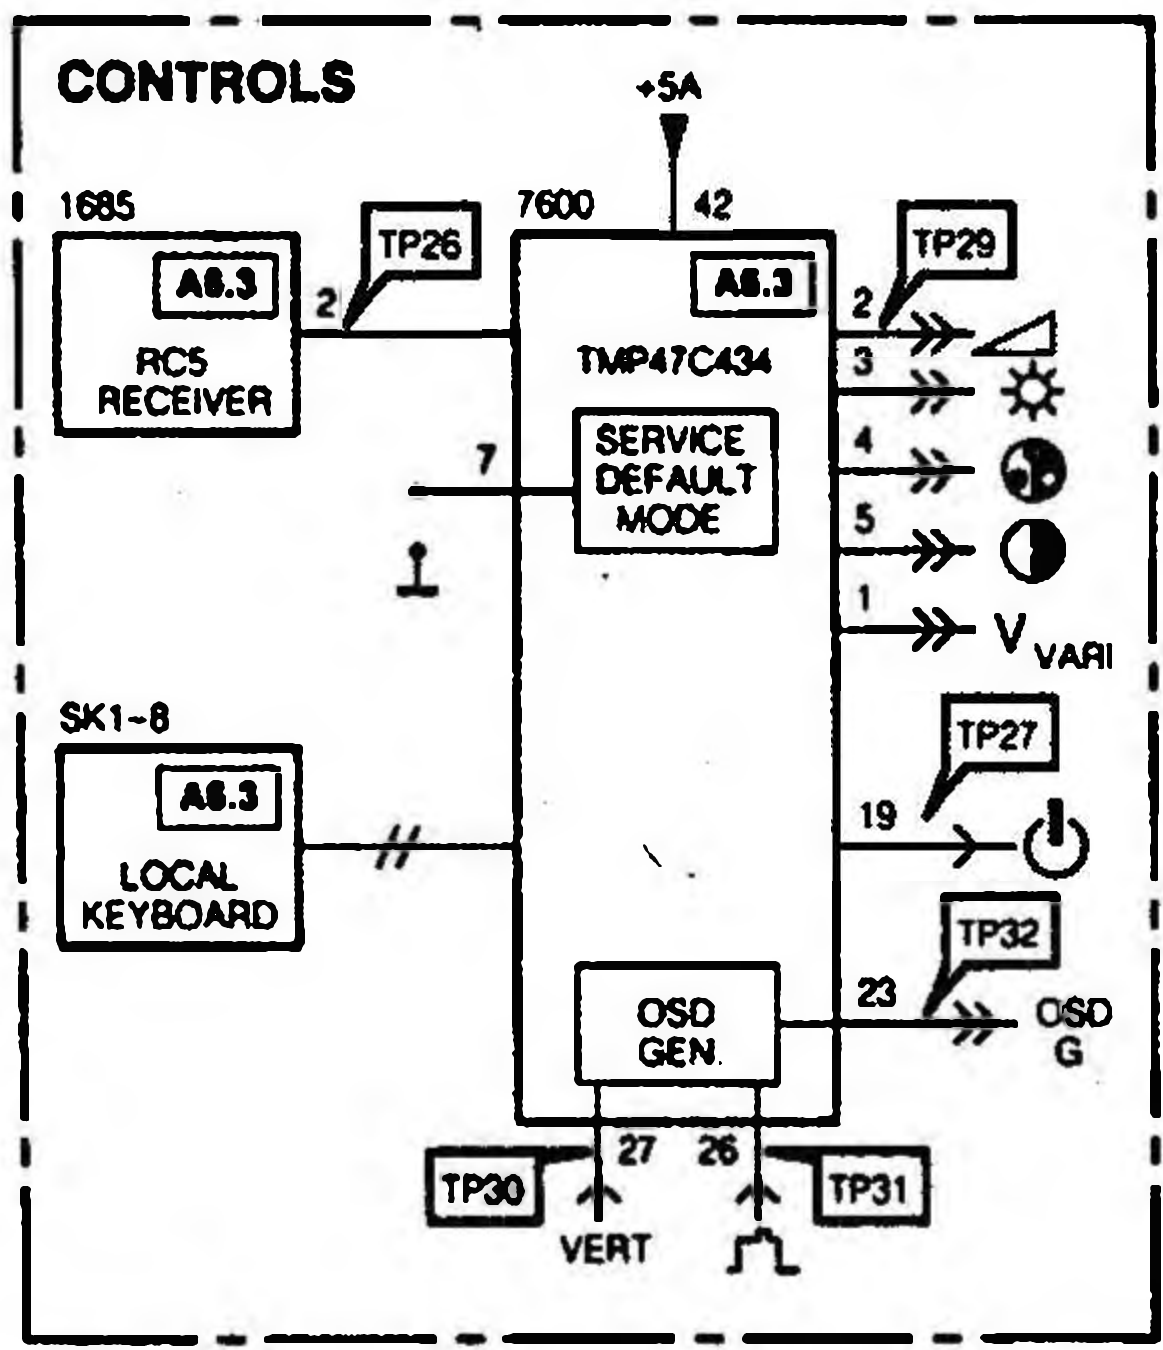 CONTROLS
+5A
1685
7600
42
TP26
TP29
A6.3
A6.3
2
2
RC5
RECEIVER
TMP47C434
3
SERVICE
DEFAULT
MODE
7
4
5
1
V VARI
SK1-8
TP27
A6.3
19
LOCAL
KEYBOARD
TP32
23
OSD
GEN.
OSD
G
27
26
TP30
TP31
VERT